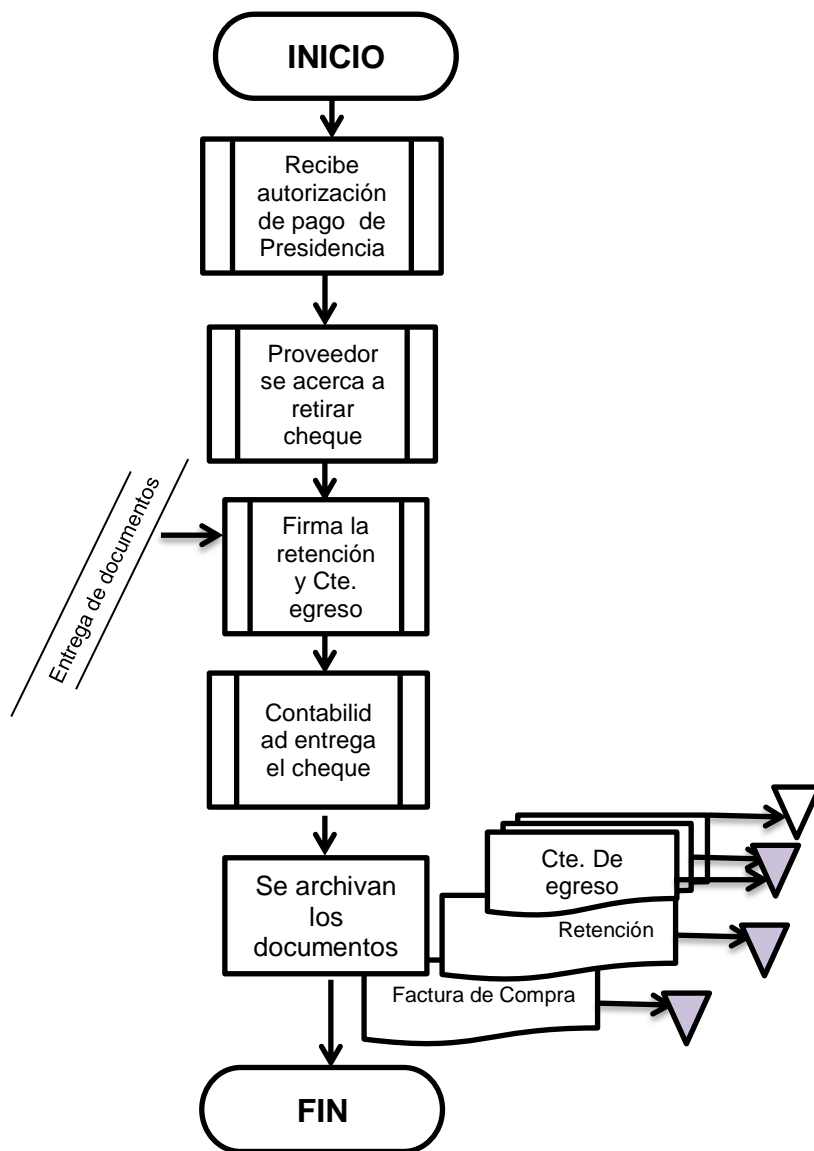 INICIO
Recibe
autorización
de pago de
Presidencia
Proveedor
se acerca a
retirar
cheque
Entrega de documentos
Firma la
retención
y Cte.
egreso
Contabilid
ad entrega
el cheque
Se archivan
los
documentos
Cte. De
egreso
Retención
Factura de Compra
FIN